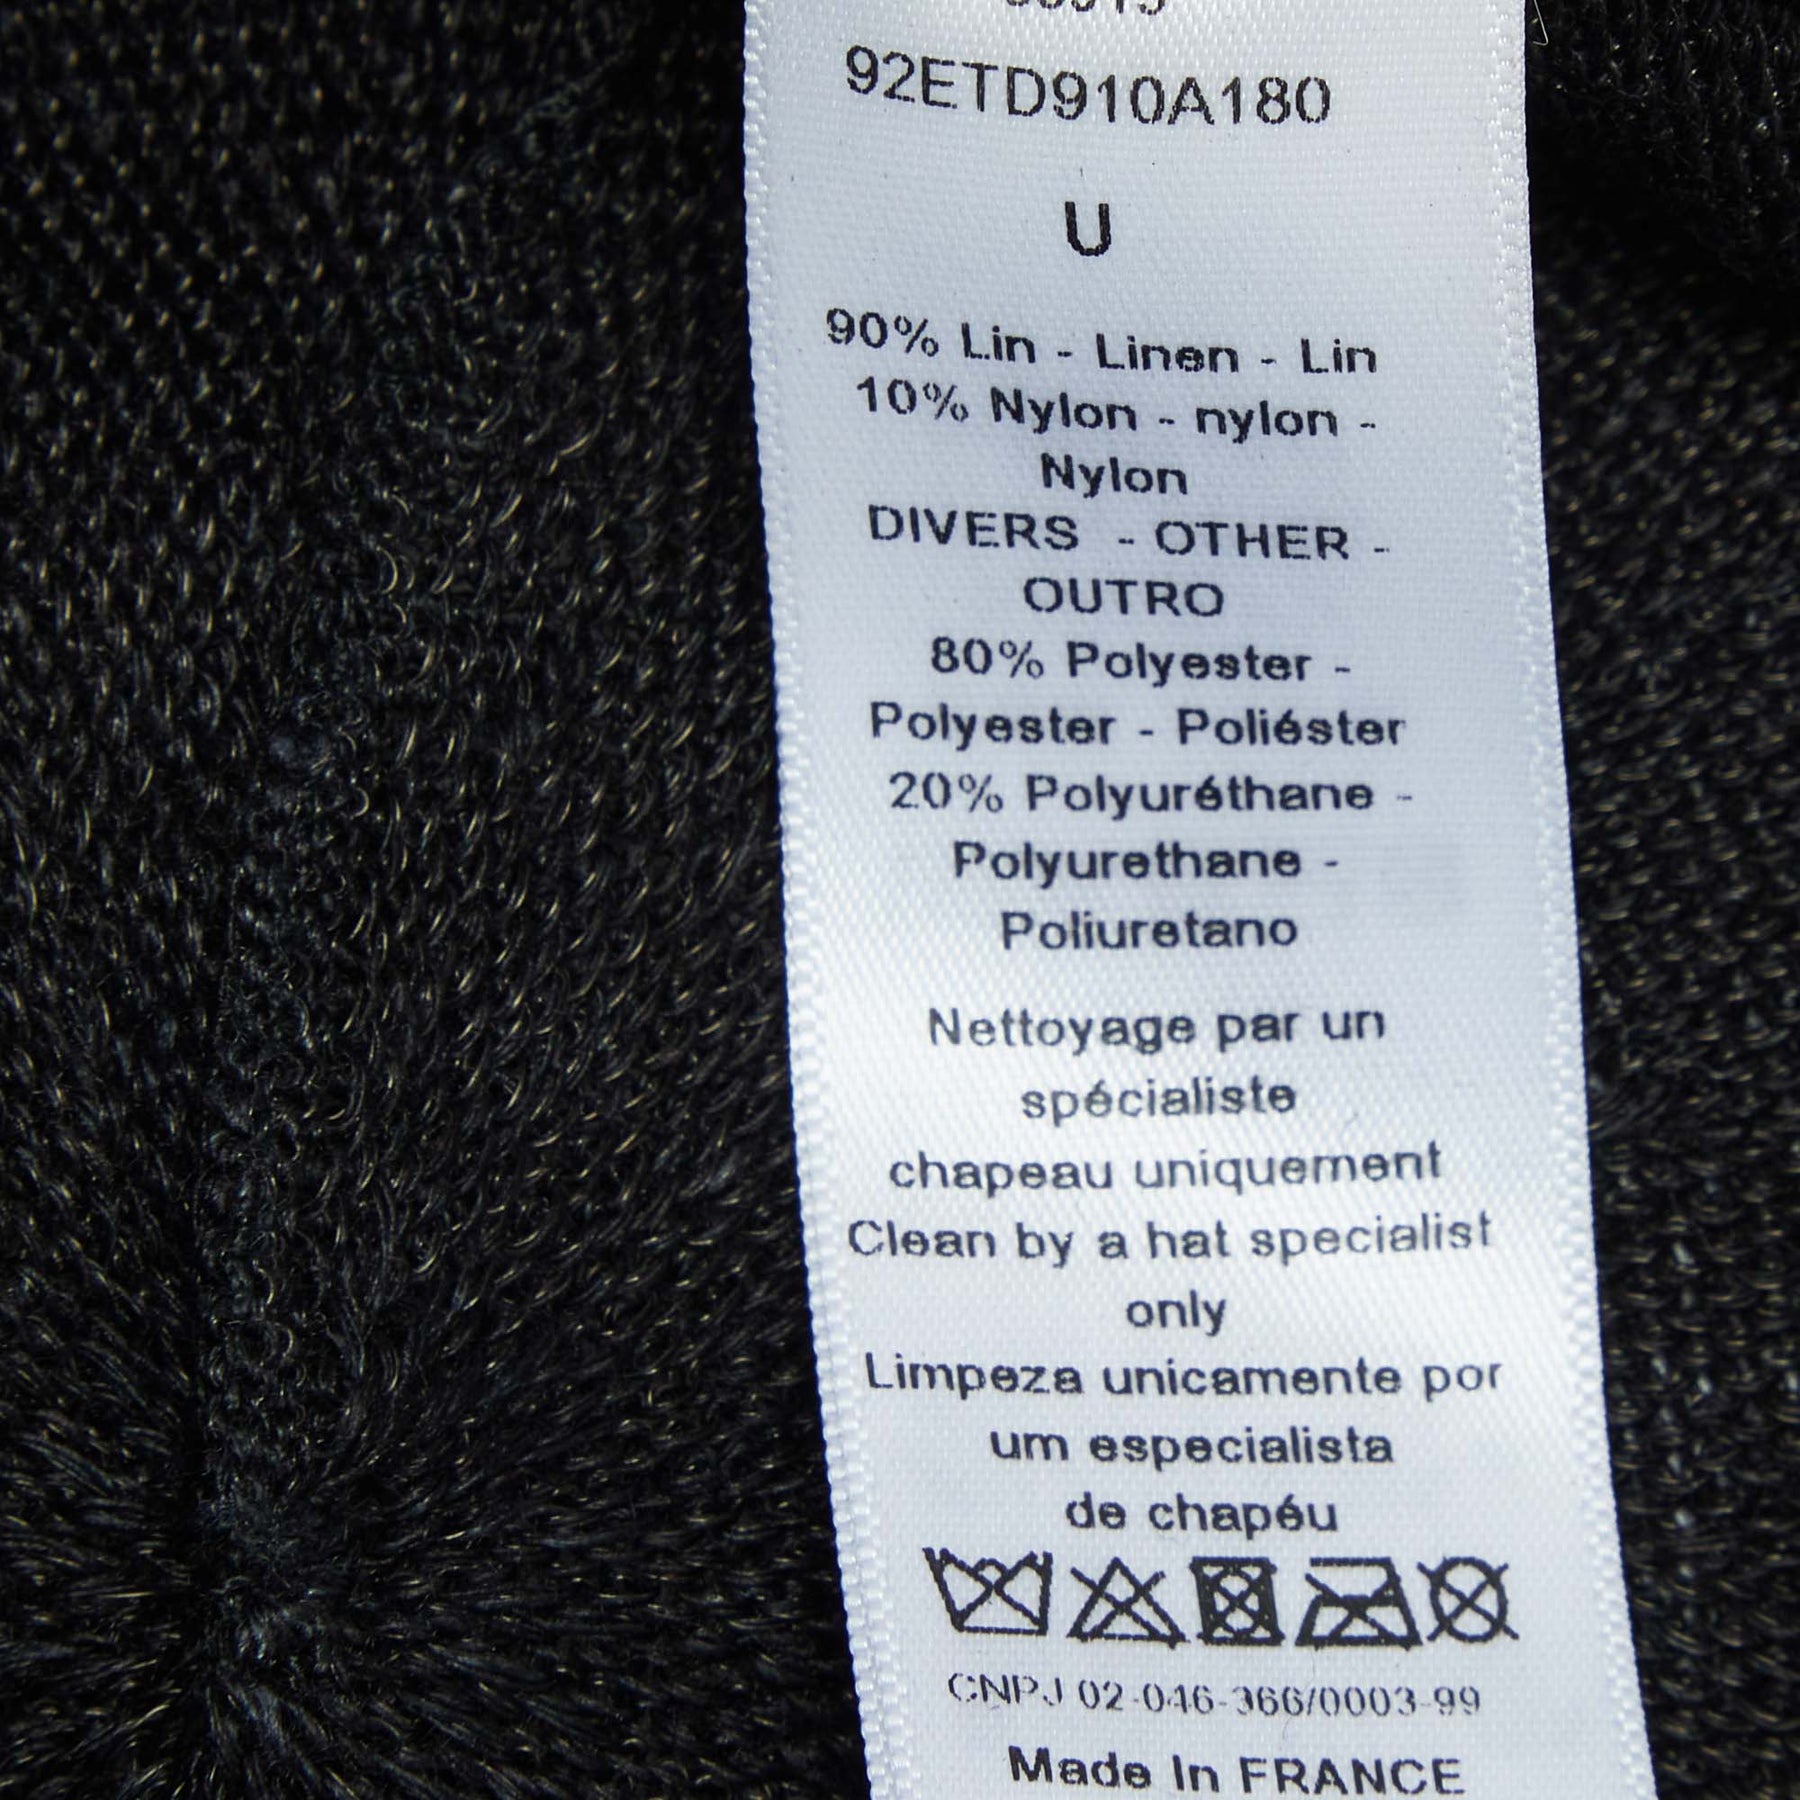 92ETD910A180
U
90% Lin - Linen - Lin
10% Nylon - nylon -
Nylon
DIVERS - OTHER -
OUTRO
80% Polyester -
Polyester - Poliéster
20% Polyuréthane -
Polyurethane -
Poliuretano
Nettoyage par un
spécialiste
chapeau uniquement
Clean by a hat specialist
only
Limpeza unicamente por
um especialista
de chapéu
CNPJ 02-046-366/0003-99
Made In FRANCE